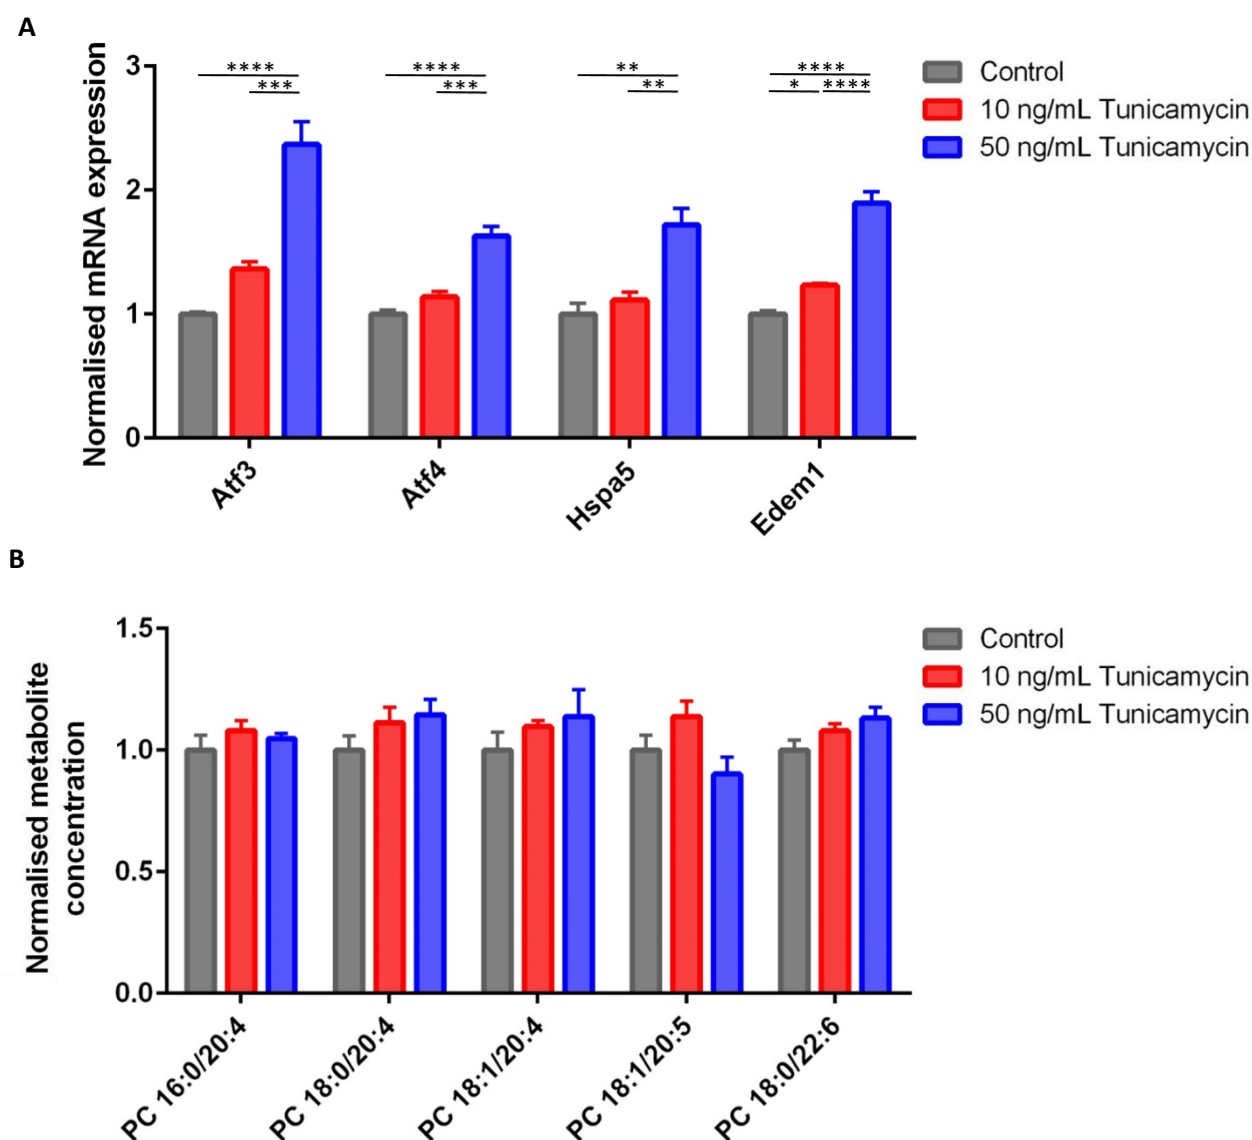 A
Normalised mRNA expression
3
2
1
0
**** *** **** *** ** ** **** * ****
Atf3 Atf4 Hspa5 Edem1
Control
10 ng/mL Tunicamycin
50 ng/mL Tunicamycin
B
Normalised metabolite
concentration
1.5
1.0
0.5
0.0
PC 16:0/20:4 PC 18:0/20:4 PC 18:1/20:4 PC 18:1/20:5 PC 18:0/22:6
Control
10 ng/mL Tunicamycin
50 ng/mL Tunicamycin